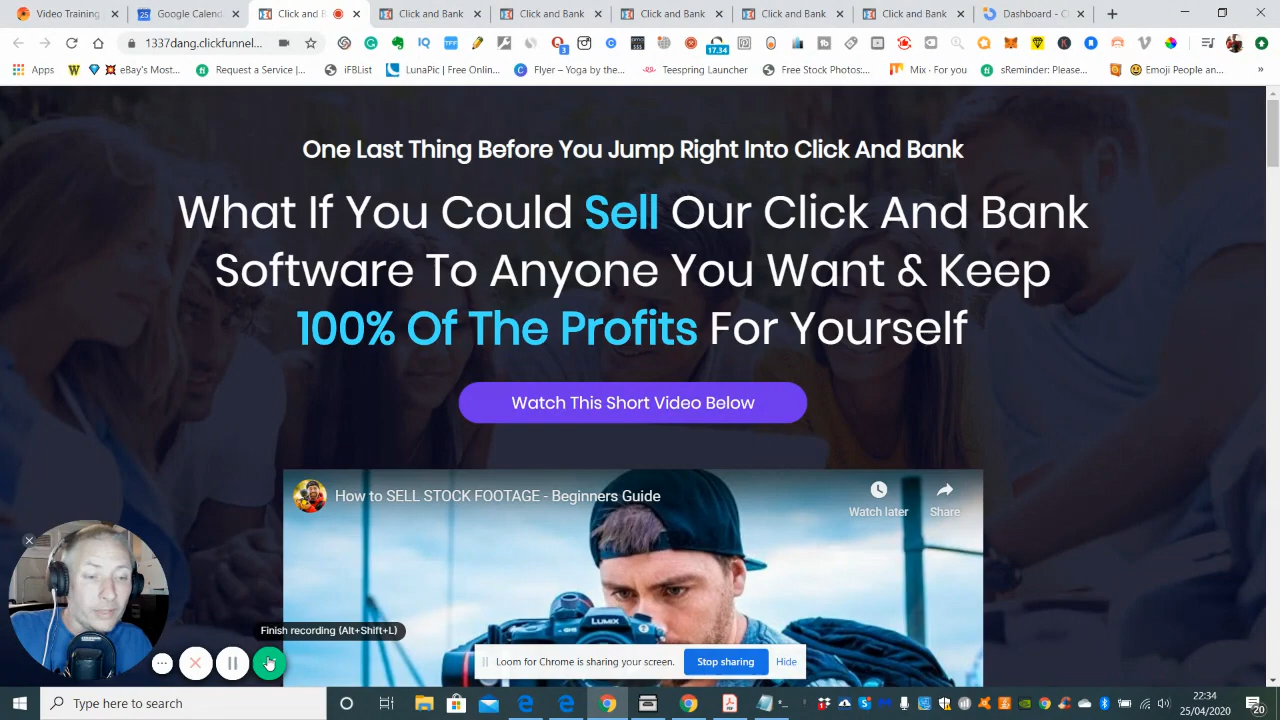 Video Training
Google Calend
Click and B
Click and Bank
Click and Bank
Click and Bank
Click and Bank
Click and Bank
Dashboard - C
1337dang.clickfunnel...
IQ
TFF
3
17.34
Apps
eBay's Most...
Request a Service |...
iFBList
LunaPic | Free Onlin...
Flyer – Yoga by the...
Teespring Launcher
Free Stock Photos:...
Mix · For you
sReminder: Please...
Emoji People an...
»
One Last Thing Before You Jump Right Into Click And Bank
What If You Could Sell Our Click And Bank
Software To Anyone You Want & Keep
100% Of The Profits For Yourself
Watch This Short Video Below
How to SELL STOCK FOOTAGE - Beginners Guide
Watch later
Share
LUMIX
Finish recording (Alt+Shift+L)
Loom for Chrome is sharing your screen.
Stop sharing
Hide
Type here to search
22:34
25/04/2020
20